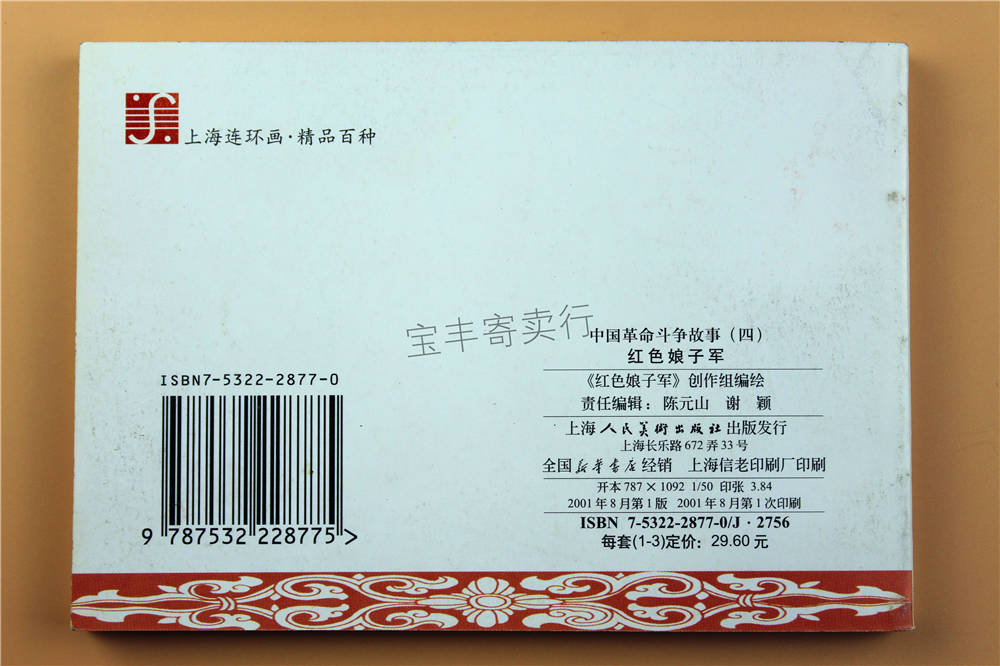 上海连环画·精品百种
宝丰寄卖行
中国革命斗争故事（四）
红色娘子军
《红色娘子军》创作组编绘
责任编辑：陈元山 谢 颖
上海人民美術出版社出版发行
上海长乐路672弄33号
全国新华書店经销 上海信老印刷厂印刷
开本 787×1092 1/50 印张 3.84
2001年8月第1版 2001年8月第1次印刷
ISBN 7-5322-2877-0/J·2756
每套(1-3)定价：29.60元
ISBN7-5322-2877-0
9 787532 228775>